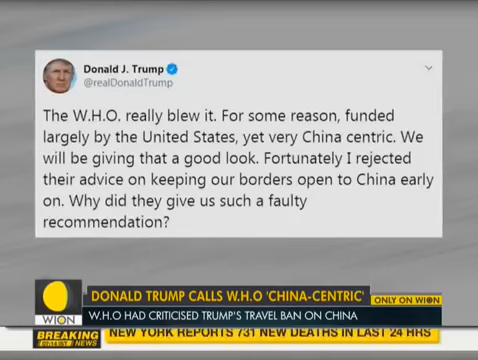 Donald J. Trump
@realDonaldTrump
The W.H.O. really blew it. For some reason, funded
largely by the United States, yet very China centric. We
will be giving that a good look. Fortunately I rejected
their advice on keeping our borders open to China early
on. Why did they give us such a faulty
recommendation?
DONALD TRUMP CALLS W.H.O 'CHINA-CENTRIC'
ONLY ON WION
WION
W.H.O HAD CRITICISED TRUMP'S TRAVEL BAN ON CHINA
BREAKING
NEWS
NEW YORK REPORTS 731 NEW DEATHS IN LAST 24 HRS